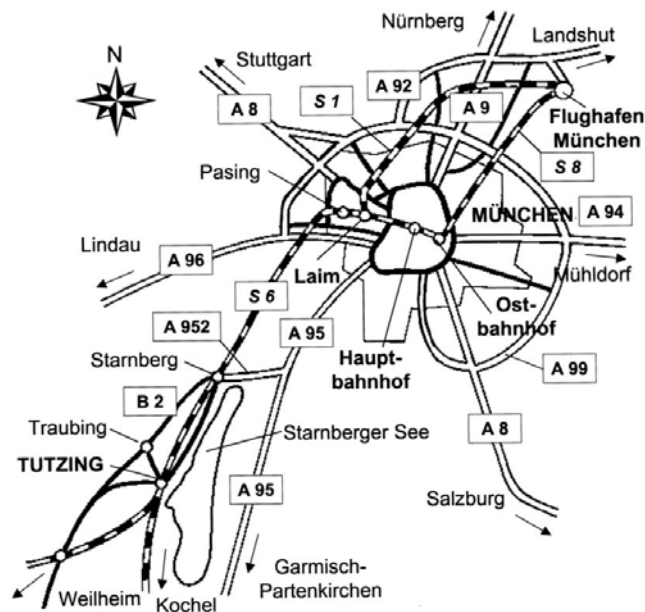 Nürnberg
Landshut
N
Stuttgart
A 92
A 8
S 1
A 9
Flughafen
München
S 8
Pasing
MÜNCHEN
A 94
Lindau
A 96
Laim
Mühldorf
S 6
Ost-
bahnhof
A 952
A 95
Haupt-
bahnhof
Starnberg
A 99
B 2
Traubing
Starnberger See
A 8
TUTZING
A 95
Salzburg
Garmisch-
Partenkirchen
Weilheim
Kochel